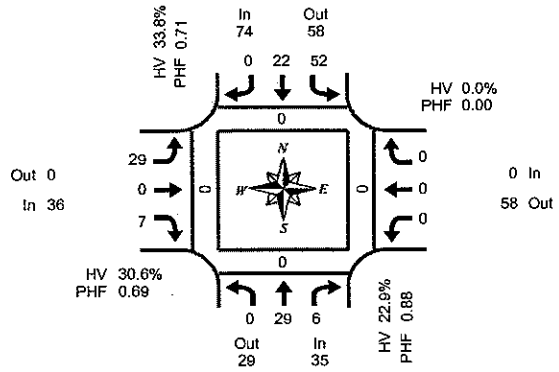 HV 33.8%
PHF 0.71
In
74
Out
58
0 22 52
HV 0.0%
PHF 0.00
0
29
0
7
Out 0
In 36
0
N
W E
S
0
0
0
0
0 In
58 Out
0
HV 30.6%
PHF 0.69
0 29 6
Out
29
In
35
HV 22.9%
PHF 0.88